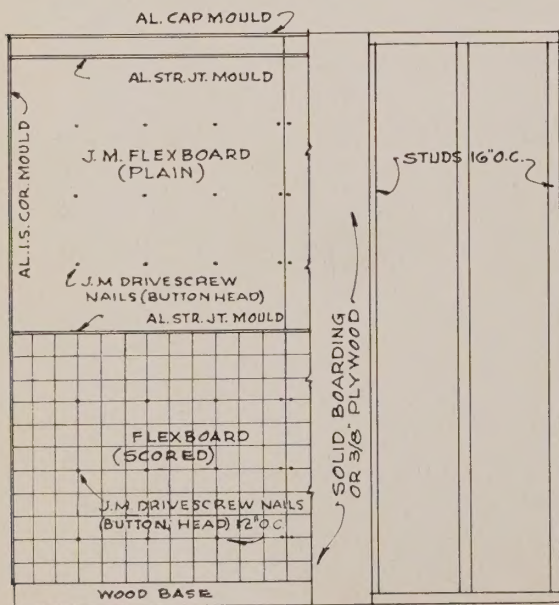 AL. CAP MOULD
AL. STR. JT. MOULD
AL. I.S. COR. MOULD
J.M. FLEXBOARD
(PLAIN)
STUDS 16" O.C.
J.M DRIVESCREW
NAILS (BUTTON HEAD)
AL. STR. JT. MOULD
SOLID BOARDING
OR 3/8" PLYWOOD
FLEXBOARD
(SCORED)
J.M. DRIVESCREW NAILS
(BUTTON HEAD) 12" O.C.
WOOD BASE